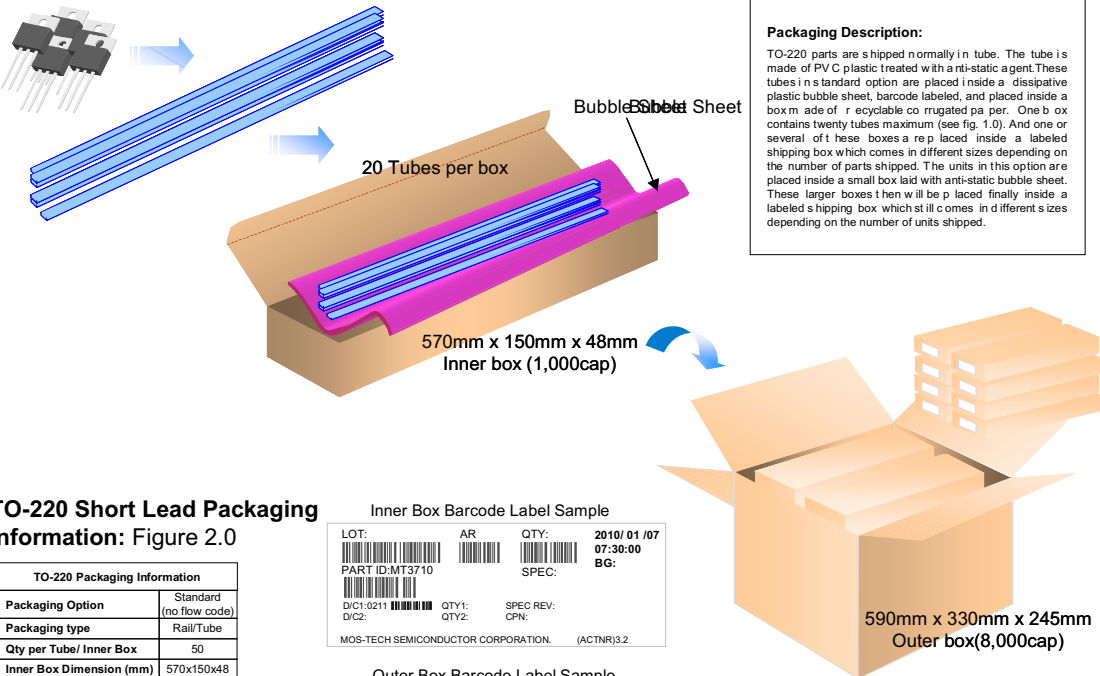 Packaging Description:
TO-220 parts are shipped normally in tube. The tube is
made of PVC plastic treated with anti-static agent.These
tubes in standard option are placed inside a dissipative
plastic bubble sheet, barcode labeled, and placed inside a
box made of recyclable corrugated paper. One box
contains twenty tubes maximum (see fig. 1.0). And one or
several of these boxes are placed inside a labeled
shipping box which comes in different sizes depending on
the number of parts shipped. The units in this option are
placed inside a small box laid with anti-static bubble sheet.
These larger boxes then will be placed finally inside a
labeled shipping box which still comes in different sizes
depending on the number of units shipped.
Bubble Sheet
Bubble Sheet
20 Tubes per box
570mm x 150mm x 48mm
Inner box (1,000cap)
590mm x 330mm x 245mm
Outer box(8,000cap)
TO-220 Short Lead Packaging
Information: Figure 2.0
TO-220 Packaging Information
Packaging Option Standard
(no flow code)
Packaging type Rail/Tube
Qty per Tube/ Inner Box 50
Inner Box Dimension (mm) 570x150x48
Inner Box Barcode Label Sample
LOT: AR QTY: 2010/ 01 /07
07:30:00
PART ID:MT3710 SPEC: BG:
D/C1:0211 QTY1: SPEC REV:
D/C2: QTY2: CPN:
MOS-TECH SEMICONDUCTOR CORPORATION. (ACTNR)3.2
Outer Box Barcode Label Sample